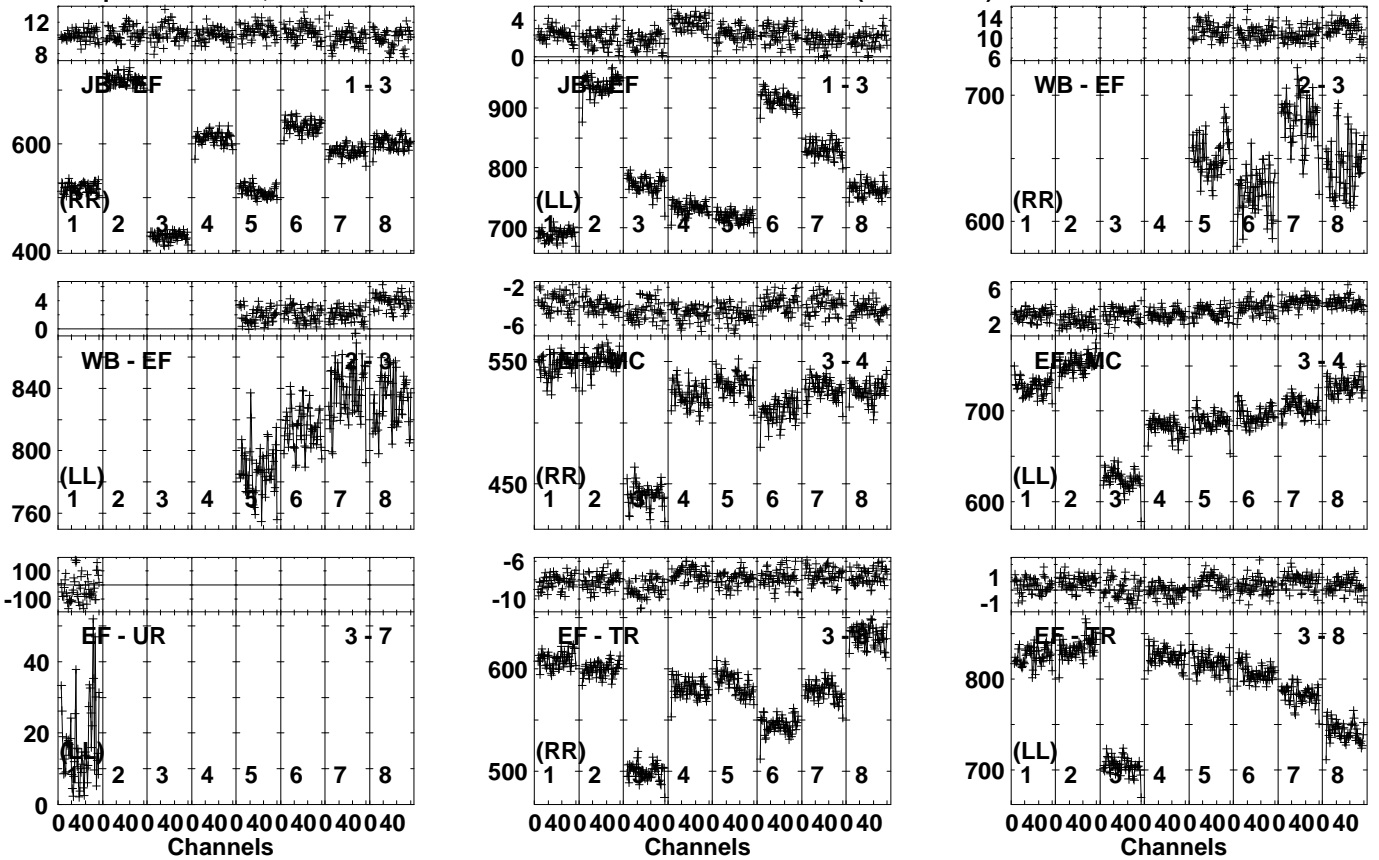 12
8
JB - EF 1 - 3
600
(RR)
1 2 3 4 5 6 7 8
400
4
0
JB - EF 1 - 3
900
800
(LL)
700
1 2 3 4 5 6 7 8
14
10
6
WB - EF 2 - 3
700
(RR)
600
1 2 3 4 5 6 7 8
4
0
WB - EF 2 - 3
840
800
(LL)
760
1 2 3 4 5 6 7 8
-2
-6
EF - MC 3 - 4
550
(RR)
450
1 2 3 4 5 6 7 8
6
2
EF - MC 3 - 4
700
(LL)
600
1 2 3 4 5 6 7 8
100
-100
EF - UR 3 - 7
40
20
(LL)
0
1 2 3 4 5 6 7 8
0 40 0 40 0 40 0 40 0 40 0 40 0 40 0 40
Channels
-6
-10
EF - TR 3 - 8
600
(RR)
500
1 2 3 4 5 6 7 8
0 40 0 40 0 40 0 40 0 40 0 40 0 40 0 40
Channels
1
-1
EF - TR 3 - 8
800
(LL)
700
1 2 3 4 5 6 7 8
0 40 0 40 0 40 0 40 0 40 0 40 0 40 0 40
Channels